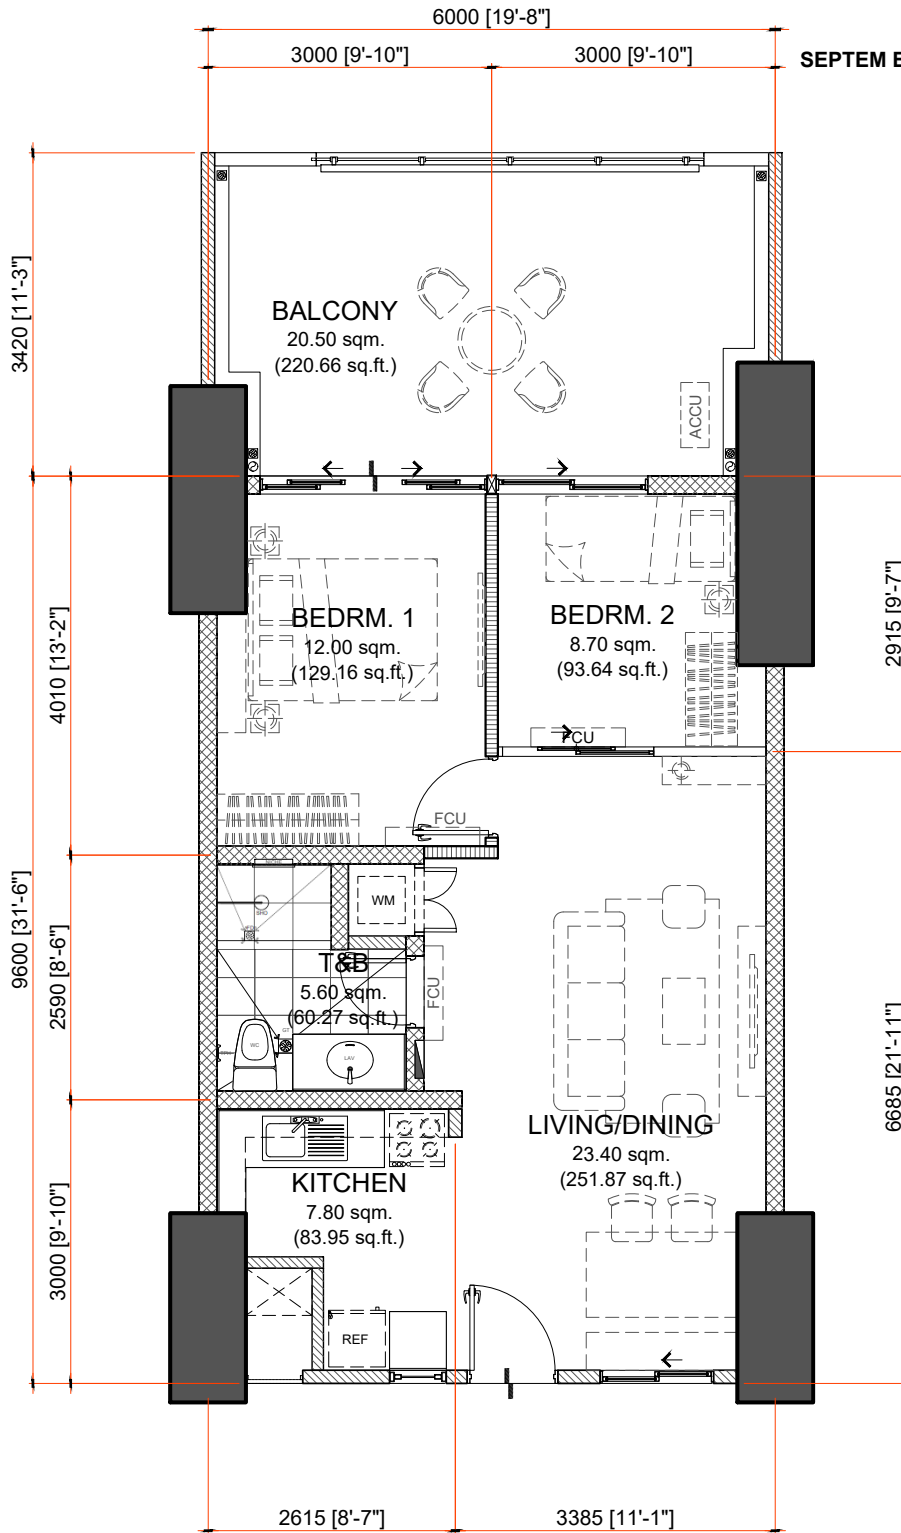 6000 [19'-8"]
3000 [9'-10"]
3000 [9'-10"]
SEPTEM
3420 [11'-3"]
BALCONY
20.50 sqm.
(220.66 sq.ft.)
ACCU
9600 [31'-6"]
4010 [13'-2"]
BEDRM. 1
12.00 sqm.
(129.16 sq.ft.)
BEDRM. 2
8.70 sqm.
(93.64 sq.ft.)
2915 [9'-7"]
FCU
FCU
WM
SHO
2590 [8'-6"]
T&B
5.60 sqm.
(60.27 sq.ft.)
FCU
GT
WC
LAV
6685 [21'-11"]
LIVING/DINING
23.40 sqm.
(251.87 sq.ft.)
3000 [9'-10"]
KITCHEN
7.80 sqm.
(83.95 sq.ft.)
REF
2615 [8'-7"]
3385 [11'-1"]